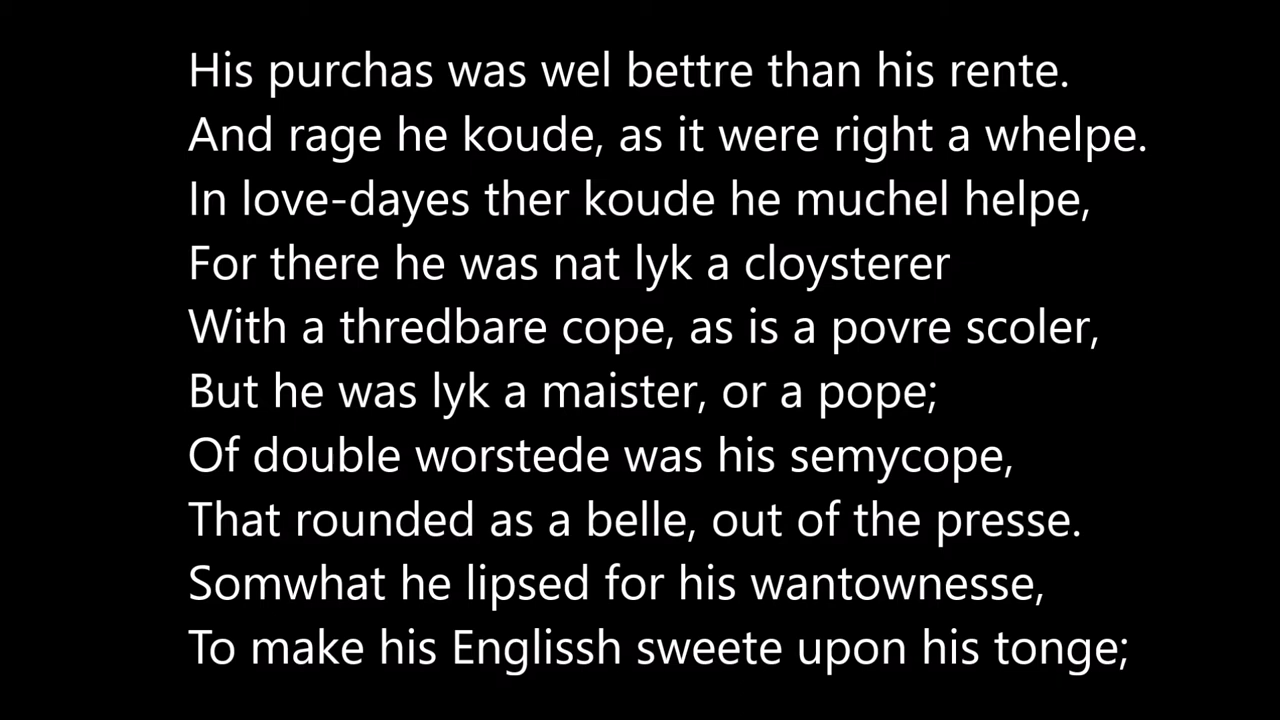 His purchas was wel bettre than his rente.
And rage he koude, as it were right a whelpe.
In love-dayes ther koude he muchel helpe,
For there he was nat lyk a cloysterer
With a thredbare cope, as is a povre scoler,
But he was lyk a maister, or a pope;
Of double worstede was his semycope,
That rounded as a belle, out of the presse.
Somwhat he lipsed for his wantownesse,
To make his Englissh sweete upon his tonge;